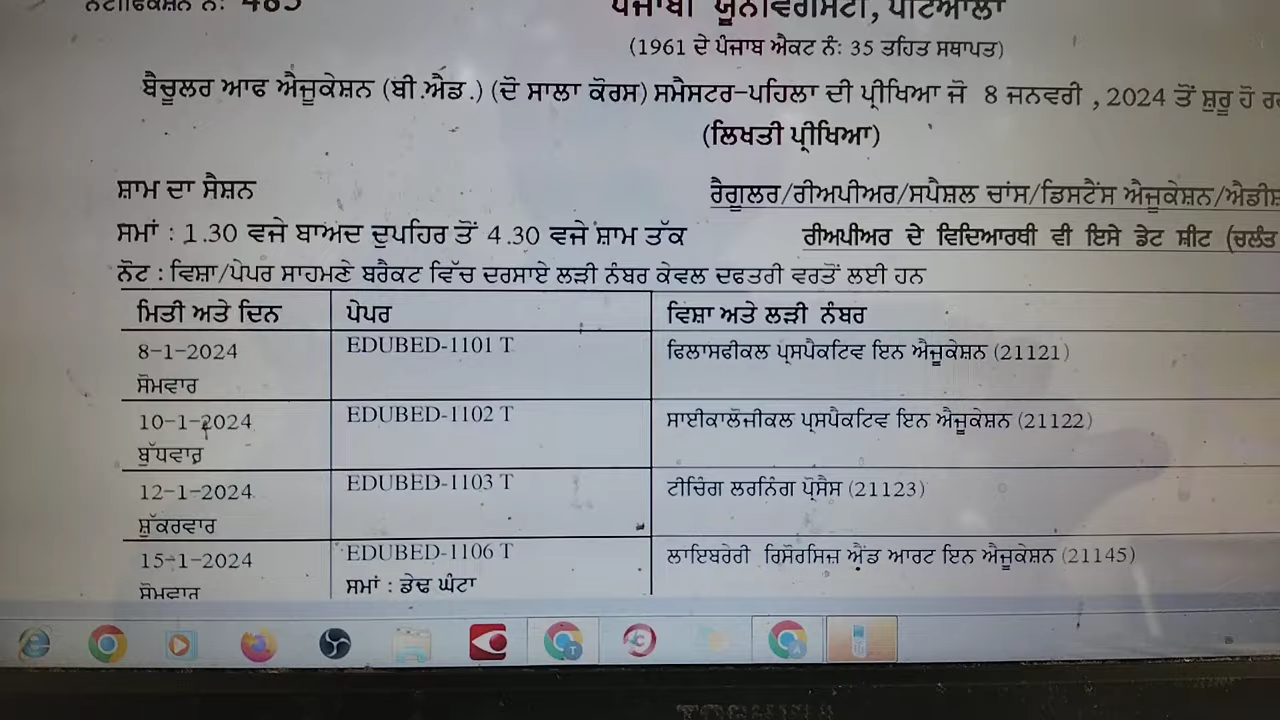 ਨੋਟੀਫਿਕੇਸ਼ਨ ਨੰ: 485
ਪੰਜਾਬੀ ਯੂਨੀਵਰਸਿਟੀ, ਪਟਿਆਲਾ
(1961 ਦੇ ਪੰਜਾਬ ਐਕਟ ਨੰ: 35 ਤਹਿਤ ਸਥਾਪਤ)
ਬੈਚੂਲਰ ਆਫ ਐਜੂਕੇਸ਼ਨ (ਬੀ.ਐਡ.) (ਦੋ ਸਾਲਾ ਕੋਰਸ) ਸਮੈਸਟਰ-ਪਹਿਲਾ ਦੀ ਪ੍ਰੀਖਿਆ ਜੋ 8 ਜਨਵਰੀ , 2024 ਤੋਂ ਸ਼ੁਰੂ ਹੋ
(ਲਿਖਤੀ ਪ੍ਰੀਖਿਆ)
ਸ਼ਾਮ ਦਾ ਸੈਸ਼ਨ ਰੈਗੂਲਰ/ਰੀਅਪੀਅਰ/ਸਪੈਸ਼ਲ ਚਾਂਸ/ਡਿਸਟੈਂਸ ਐਜੂਕੇਸ਼ਨ/
ਸਮਾਂ : 1.30 ਵਜੇ ਬਾਅਦ ਦੁਪਹਿਰ ਤੋਂ 4.30 ਵਜੇ ਸ਼ਾਮ ਤੱਕ ਰੀਅਪੀਅਰ ਦੇ ਵਿਦਿਆਰਥੀ ਵੀ ਇਸੇ ਡੇਟ ਸ਼ੀਟ (ਚਲੰਤ
ਨੋਟ : ਵਿਸ਼ਾ/ਪੇਪਰ ਸਾਹਮਣੇ ਬਰੈਕਟ ਵਿੱਚ ਦਰਸਾਏ ਲੜੀ ਨੰਬਰ ਕੇਵਲ ਦਫਤਰੀ ਵਰਤੋਂ ਲਈ ਹਨ
ਮਿਤੀ ਅਤੇ ਦਿਨ ਪੇਪਰ ਵਿਸ਼ਾ ਅਤੇ ਲੜੀ ਨੰਬਰ
8-1-2024 EDUBED-1101 T ਫਿਲਾਸਫੀਕਲ ਪ੍ਰਸਪੈਕਟਿਵ ਇਨ ਐਜੂਕੇਸ਼ਨ (21121)
ਸੋਮਵਾਰ
10-1-2024 EDUBED-1102 T ਸਾਈਕਾਲੋਜੀਕਲ ਪ੍ਰਸਪੈਕਟਿਵ ਇਨ ਐਜੂਕੇਸ਼ਨ (21122)
ਬੁੱਧਵਾਰ
12-1-2024 EDUBED-1103 T ਟੀਚਿੰਗ ਲਰਨਿੰਗ ਪ੍ਰੋਸੈਸ (21123)
ਸ਼ੁੱਕਰਵਾਰ
15-1-2024 EDUBED-1106 T ਲਾਇਬਰੇਰੀ ਰਿਸੋਰਸਿਜ਼ ਐਂਡ ਆਰਟ ਇਨ ਐਜੂਕੇਸ਼ਨ (21145)
ਸੋਮਵਾਰ ਸਮਾਂ : ਡੇਢ ਘੰਟਾ